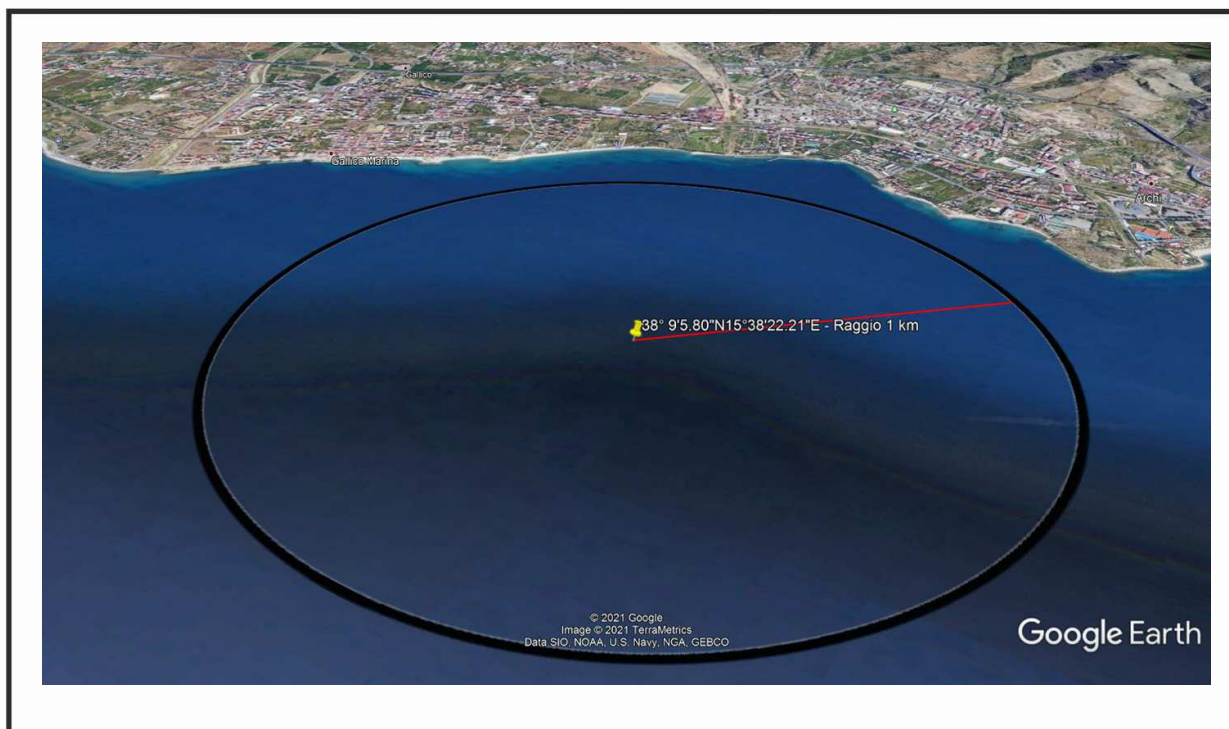 Gallico
Gallico Marina
Archi
38° 9'5.80"N15°38'22.21"E - Raggio 1 km
© 2021 Google
Image © 2021 TerraMetrics
Data SIO, NOAA, U.S. Navy, NGA, GEBCO
Google Earth